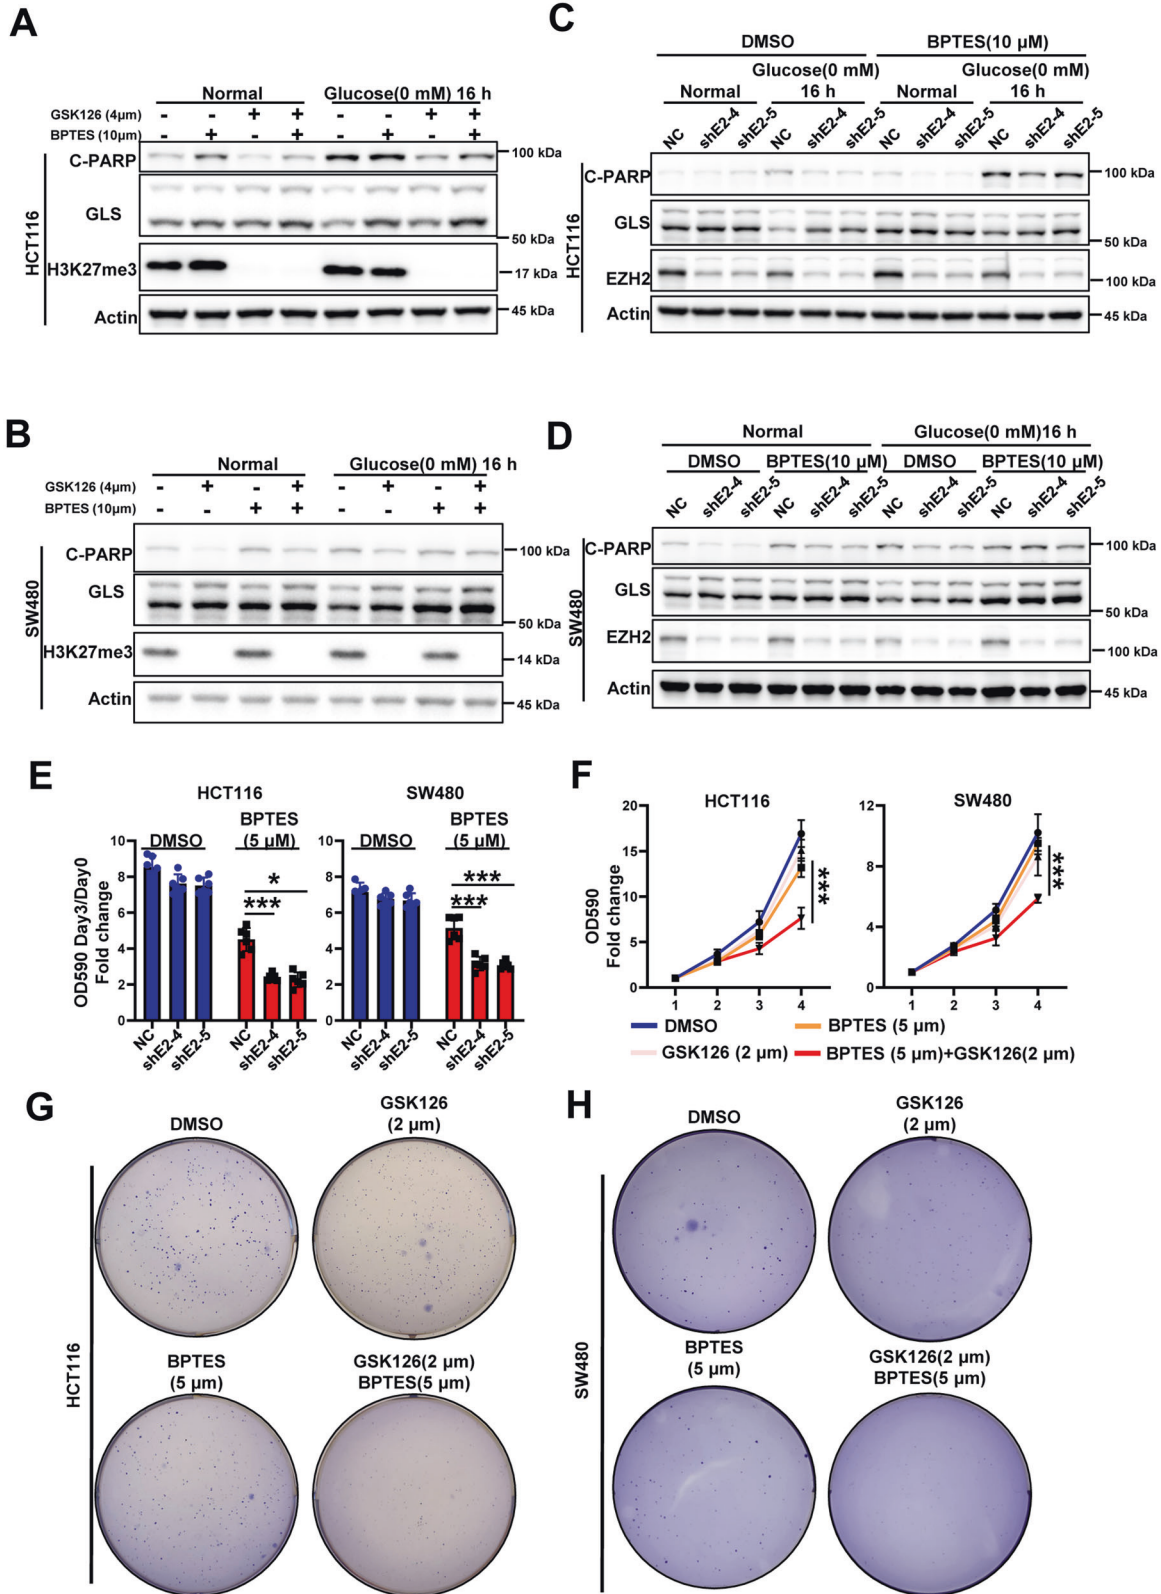 A
Normal
Glucose(0 mM) 16 h
GSK126 (4μm) - - + + - - + +
BPTES (10μm) - + - + - + - +
HCT116
C-PARP
100 kDa
GLS
50 kDa
H3K27me3
17 kDa
Actin
45 kDa
C
DMSO
BPTES(10 μM)
Glucose(0 mM)
Glucose(0 mM)
Normal
16 h
Normal
16 h
NC shE2-4 shE2-5 NC shE2-4 shE2-5 NC shE2-4 shE2-5 NC shE2-4 shE2-5
HCT116
C-PARP
100 kDa
GLS
50 kDa
EZH2
100 kDa
Actin
45 kDa
B
Normal
Glucose(0 mM) 16 h
GSK126 (4μm) - + - + - + - +
BPTES (10μm) - - + + - - + +
SW480
C-PARP
100 kDa
GLS
50 kDa
H3K27me3
14 kDa
Actin
45 kDa
D
Normal
Glucose(0 mM)16 h
DMSO
BPTES(10 μM)
DMSO
BPTES(10 μM)
NC shE2-4 shE2-5 NC shE2-4 shE2-5 NC shE2-4 shE2-5 NC shE2-4 shE2-5
SW480
C-PARP
100 kDa
GLS
50 kDa
EZH2
100 kDa
Actin
45 kDa
E
HCT116
SW480
DMSO
BPTES
(5 μM)
DMSO
BPTES
(5 μM)
OD590 Day3/Day0
Fold change
10
8
6
4
2
0
*
***
NC shE2-4 shE2-5 NC shE2-4 shE2-5
10
8
6
4
2
0
***
***
NC shE2-4 shE2-5 NC shE2-4 shE2-5
F
HCT116
SW480
OD590
Fold change
20
15
10
5
0
1 2 3 4
***
12
8
4
0
1 2 3 4
***
DMSO
BPTES (5 μm)
GSK126 (2 μm)
BPTES (5 μm)+GSK126(2 μm)
G
HCT116
DMSO
GSK126
(2 μm)
BPTES
(5 μm)
GSK126(2 μm)
BPTES(5 μm)
H
SW480
DMSO
GSK126
(2 μm)
BPTES
(5 μm)
GSK126(2 μm)
BPTES(5 μm)